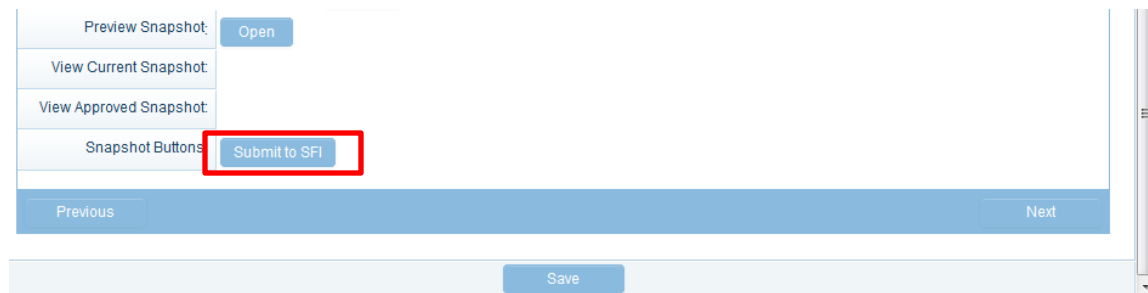 Preview Snapshot:
Open
View Current Snapshot:
View Approved Snapshot:
Snapshot Buttons
Submit to SFI
Previous
Next
Save